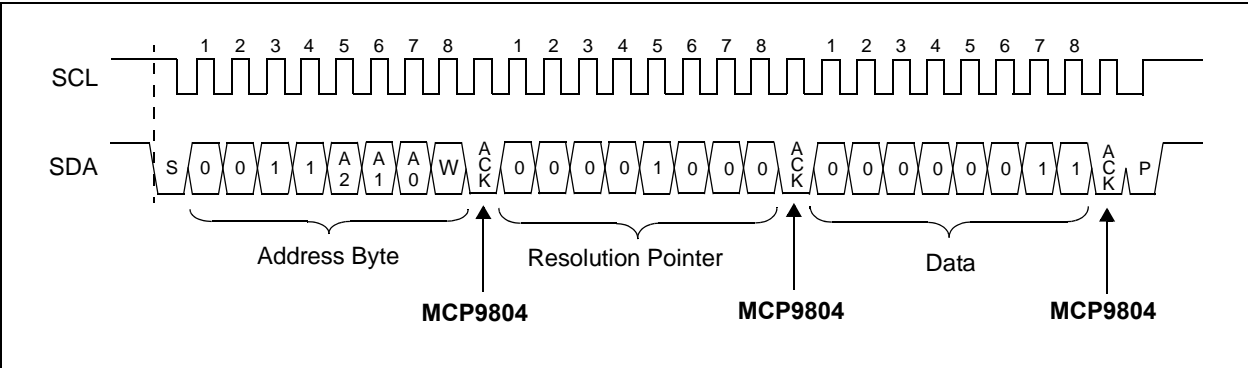 1 2 3 4 5 6 7 8 1 2 3 4 5 6 7 8 1 2 3 4 5 6 7 8
SCL
SDA
S 0 0 1 1 A2 A1 A0 W ACK 0 0 0 0 1 0 0 0 ACK 0 0 0 0 0 0 1 1 ACK P
Address Byte Resolution Pointer Data
MCP9804 MCP9804 MCP9804